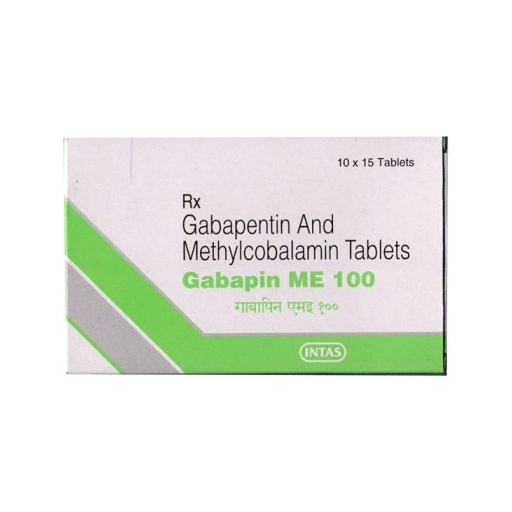 10 x 15 Tablets
Rx
Gabapentin And
Methylcobalamin Tablets
Gabapin ME 100
गाबापिन एमइ १००
INTAS